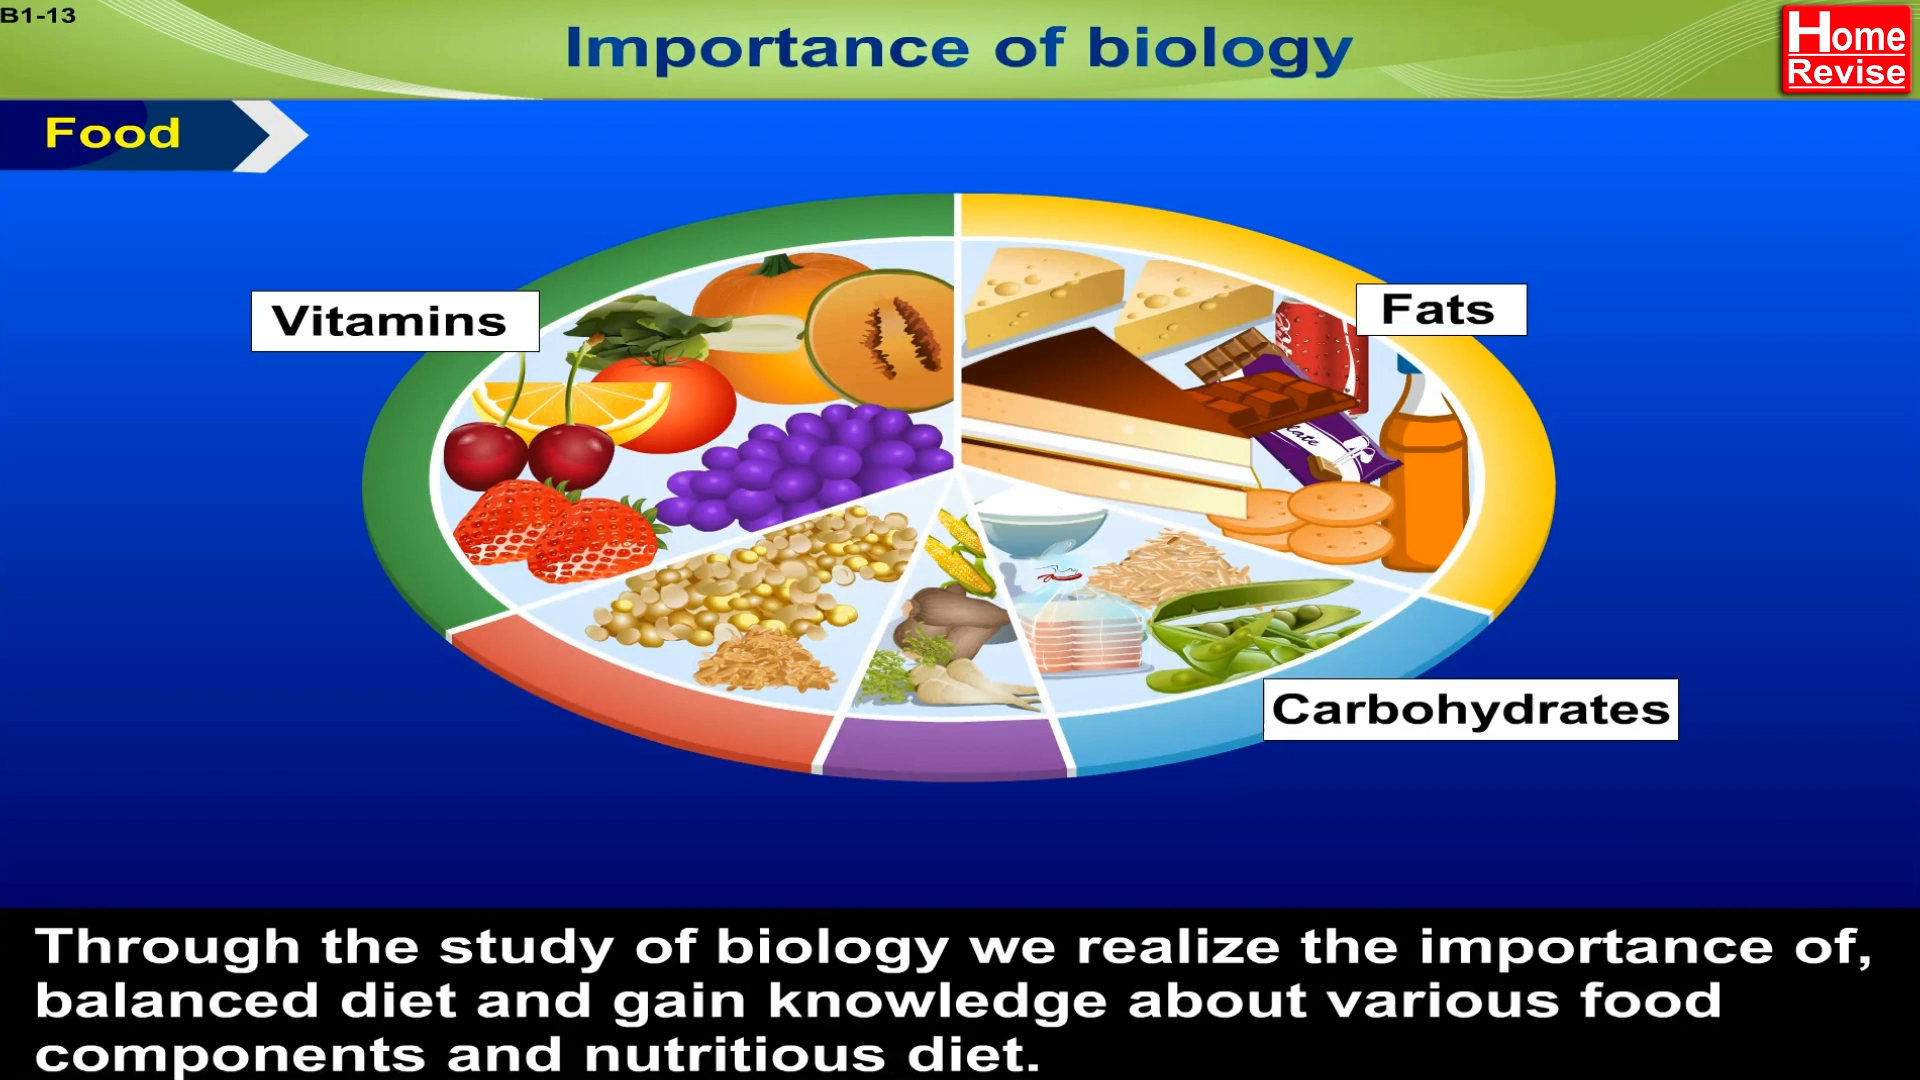 B1-13
Importance of biology
Home
Revise
Food
Vitamins
Fats
Carbohydrates
Through the study of biology we realize the importance of,
balanced diet and gain knowledge about various food
components and nutritious diet.